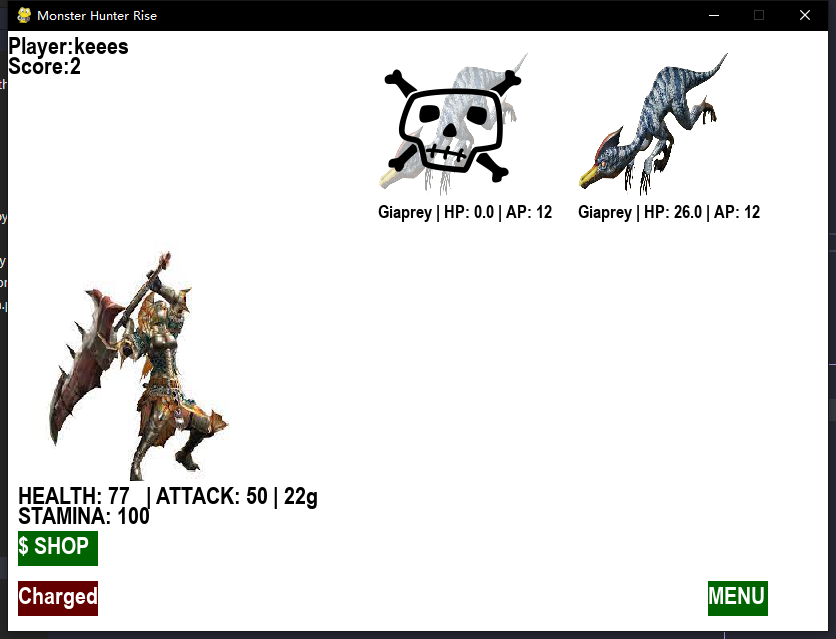 Monster Hunter Rise
Player:keees
Score:2
Giaprey | HP: 0.0 | AP: 12
Giaprey | HP: 26.0 | AP: 12
HEALTH: 77 | ATTACK: 50 | 22g
STAMINA: 100
$ SHOP
Charged
MENU